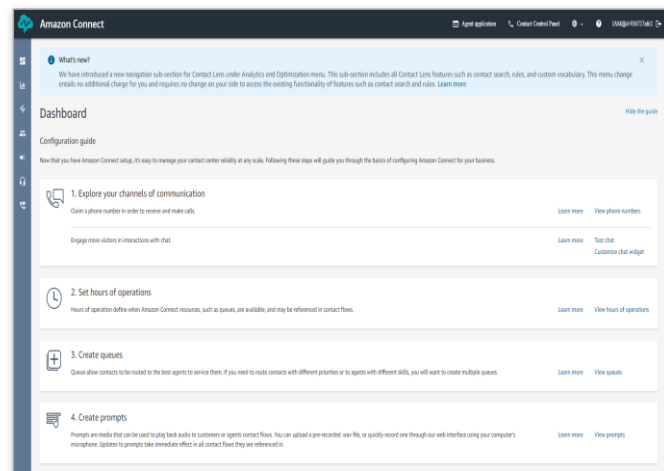 Amazon Connect
Agent application
Contact Control Panel
What's new?
We have introduced a new navigation sub-section for Contact Lens under Analytics and Optimization menu. This sub-section includes all Contact Lens features such as contact search, rules, and custom vocabulary. This menu change
entails no additional charge for you and requires no change on your side to access the existing functionality of features such as contact search and rules. Learn more
Dashboard
Hide the guide
Configuration guide
Now that you have Amazon Connect setup, it's easy to manage your contact center reliably at any scale. Following these steps will guide you through the basics of configuring Amazon Connect for your business.
1. Explore your channels of communication
Claim a phone number in order to receive and make calls.
Learn more
View phone numbers
Engage more visitors in interactions with chat.
Learn more
Test chat
Customize chat widget
2. Set hours of operations
Hours of operation define when Amazon Connect resources, such as queues, are available, and may be referenced in contact flows.
Learn more
View hours of operations
3. Create queues
Queue allow contacts to be routed to the best agents to service them. If you need to route contacts with different priorities or to agents with different skills, you will want to create multiple queues.
Learn more
View queues
4. Create prompts
Prompts are media that can be used to play back audio to customers or agents contact flows. You can upload a pre-recorded .wav file, or quickly record one through our web interface using your computer's
microphone. Updates to prompts take immediate effect in all contact flows they are referenced in.
Learn more
View prompts